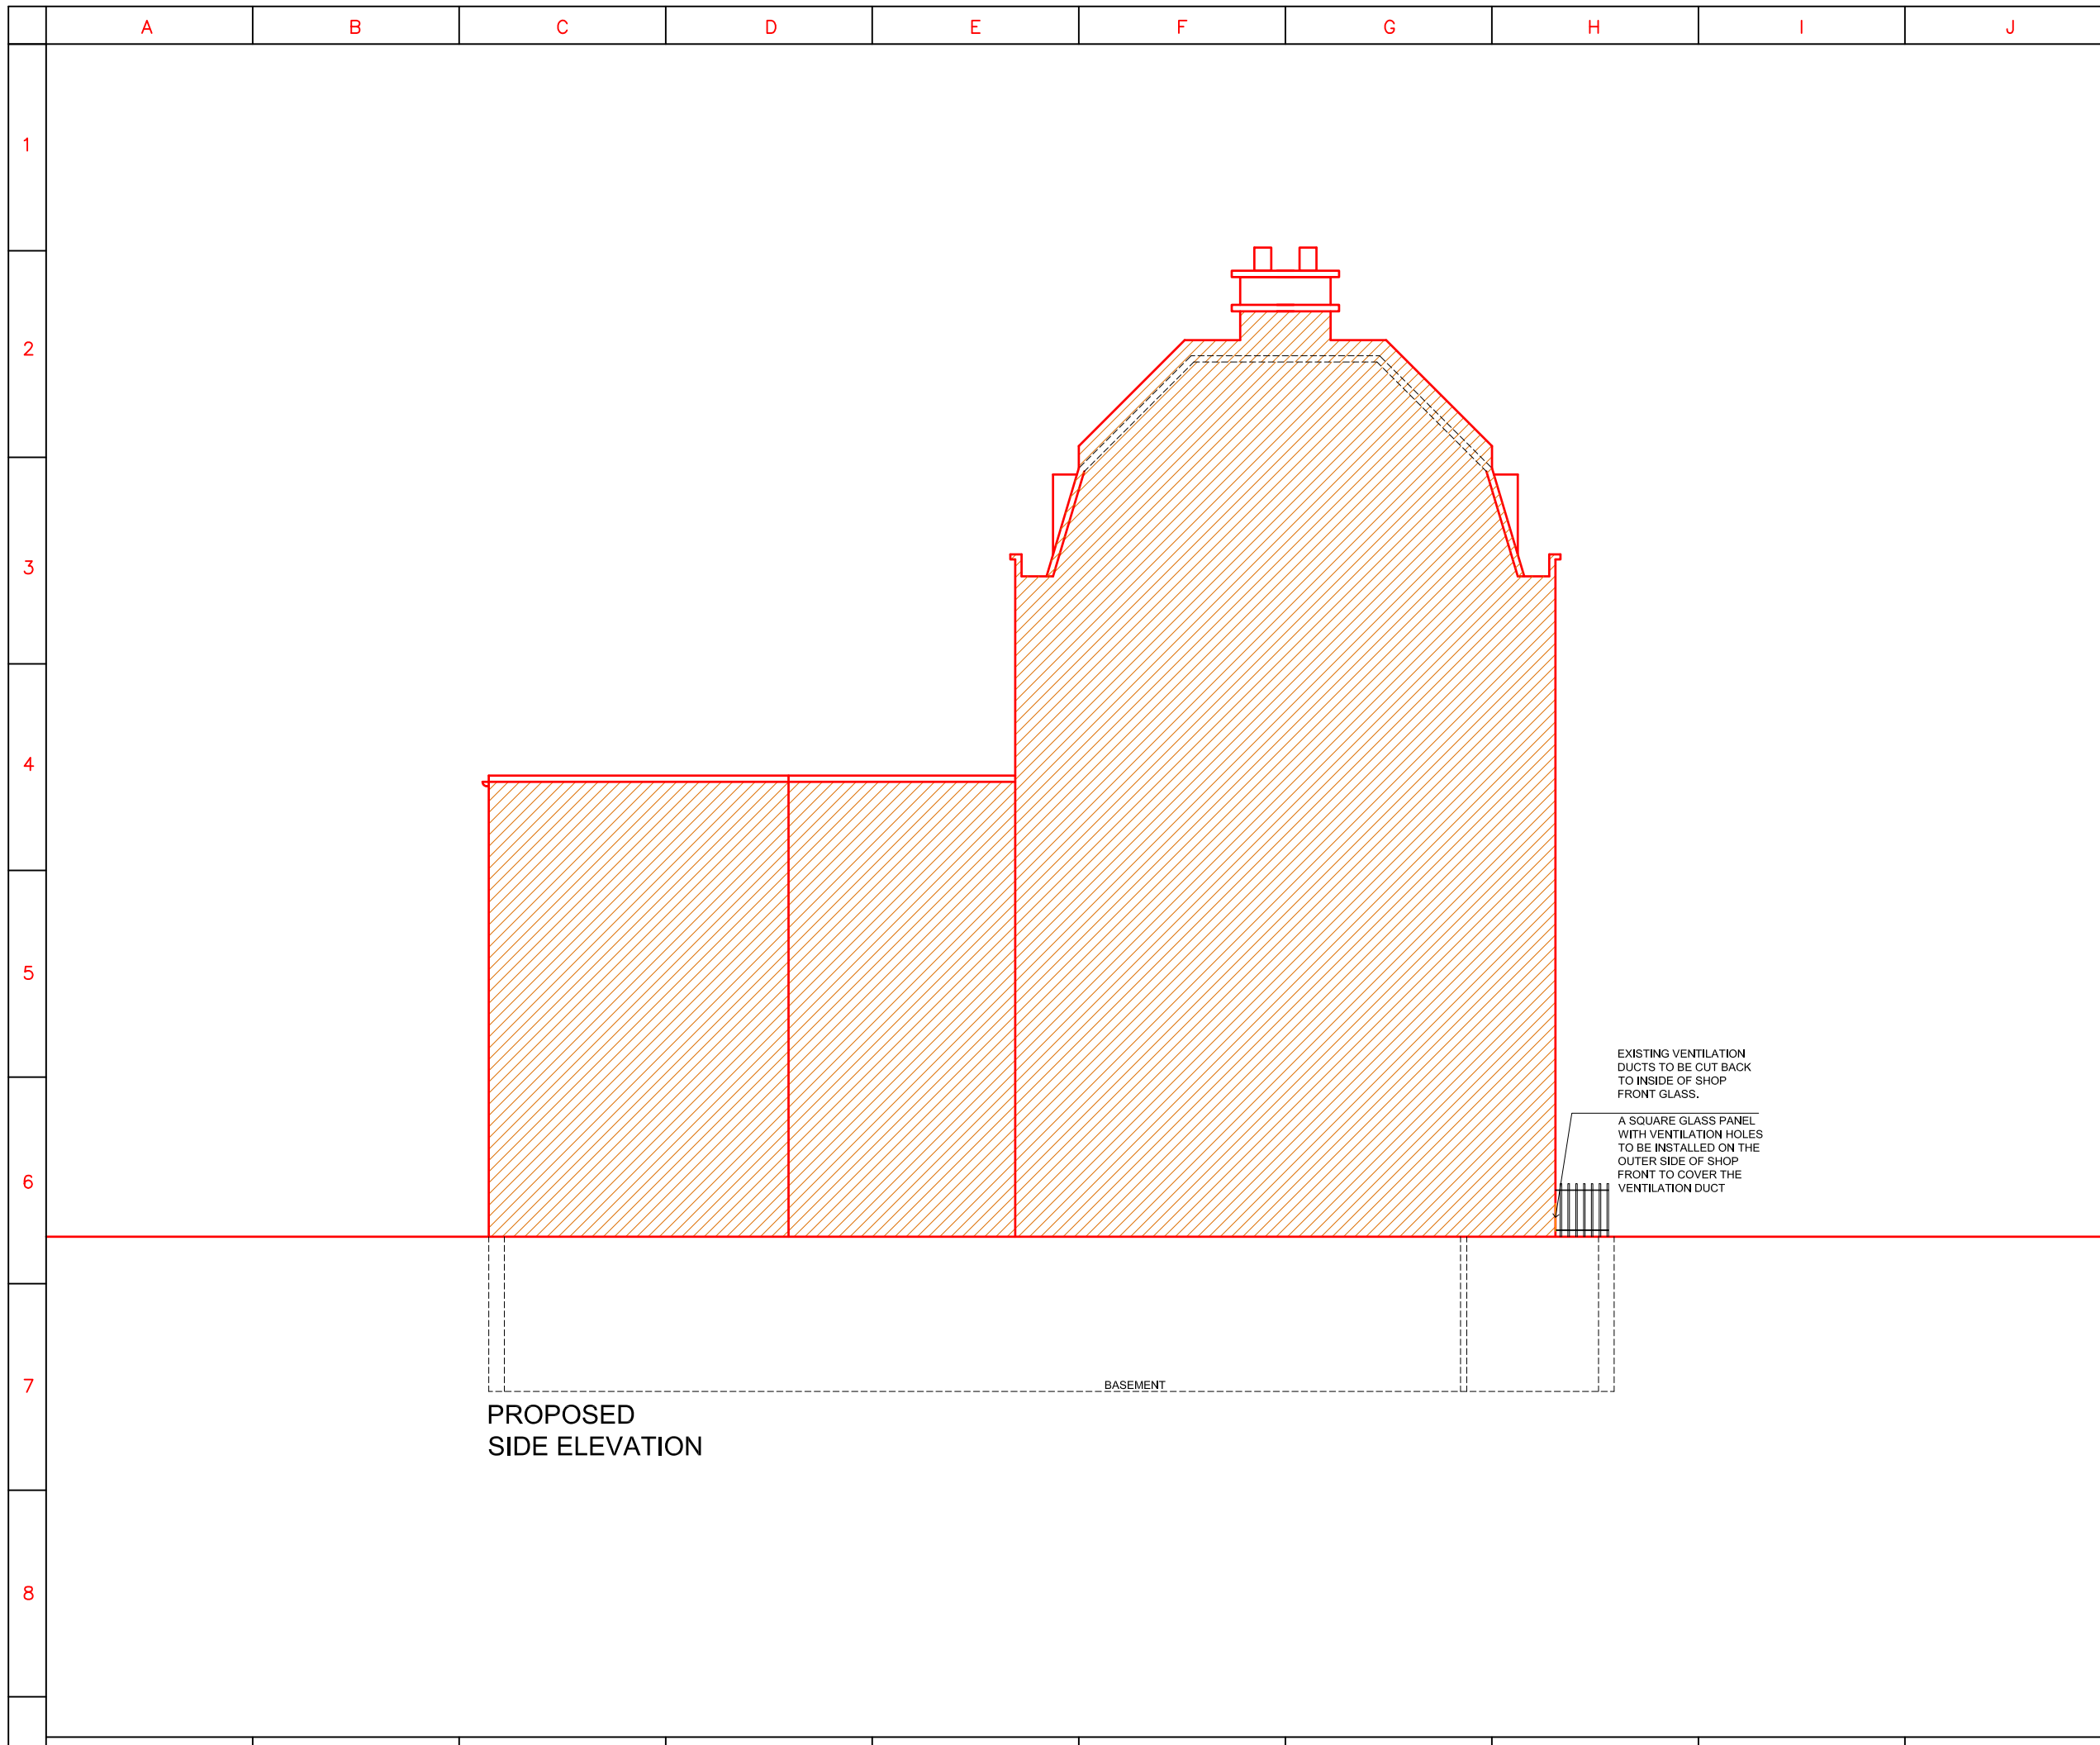 A B C D E F G H I J
1
2
3
4
5
6
7
8
EXISTING VENTILATION
DUCTS TO BE CUT BACK
TO INSIDE OF SHOP
FRONT GLASS.
A SQUARE GLASS PANEL
WITH VENTILATION HOLES
TO BE INSTALLED ON THE
OUTER SIDE OF SHOP
FRONT TO COVER THE
VENTILATION DUCT
BASEMENT
PROPOSED
SIDE ELEVATION